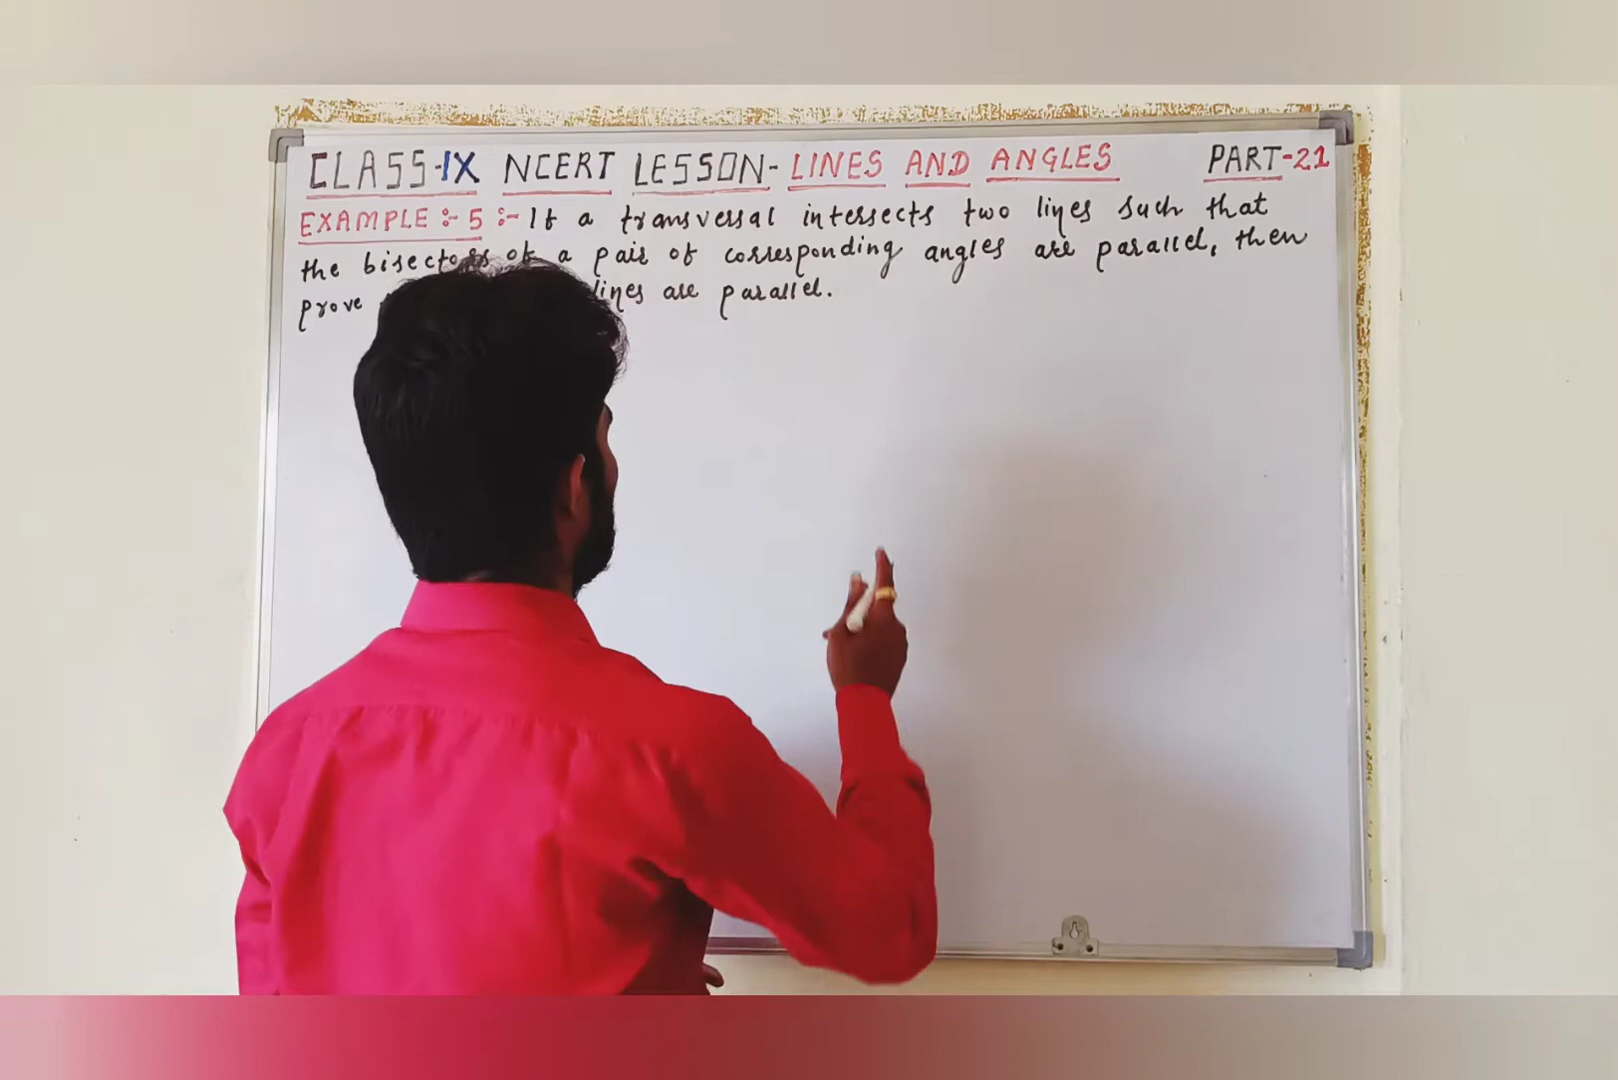 CLASS-IX NCERT LESSON- LINES AND ANGLES PART-21
EXAMPLE :- 5 :- If a transversal intersects two lines such that
the bisectors of a pair of corresponding angles are parallel, then
prove lines are parallel.